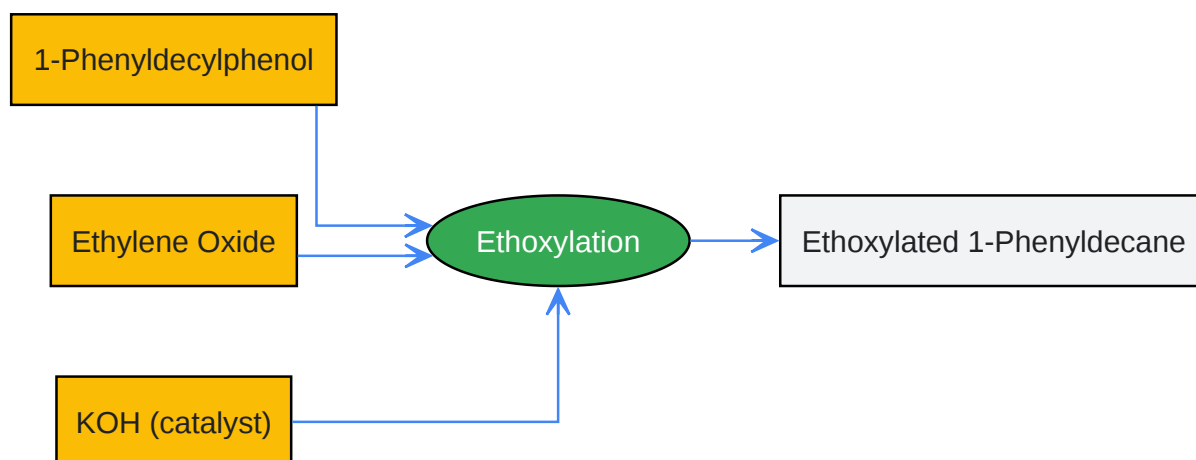 1-Phenyldecylphenol
Ethylene Oxide
Ethoxylation
Ethoxylated 1-Phenyldecane
KOH (catalyst)